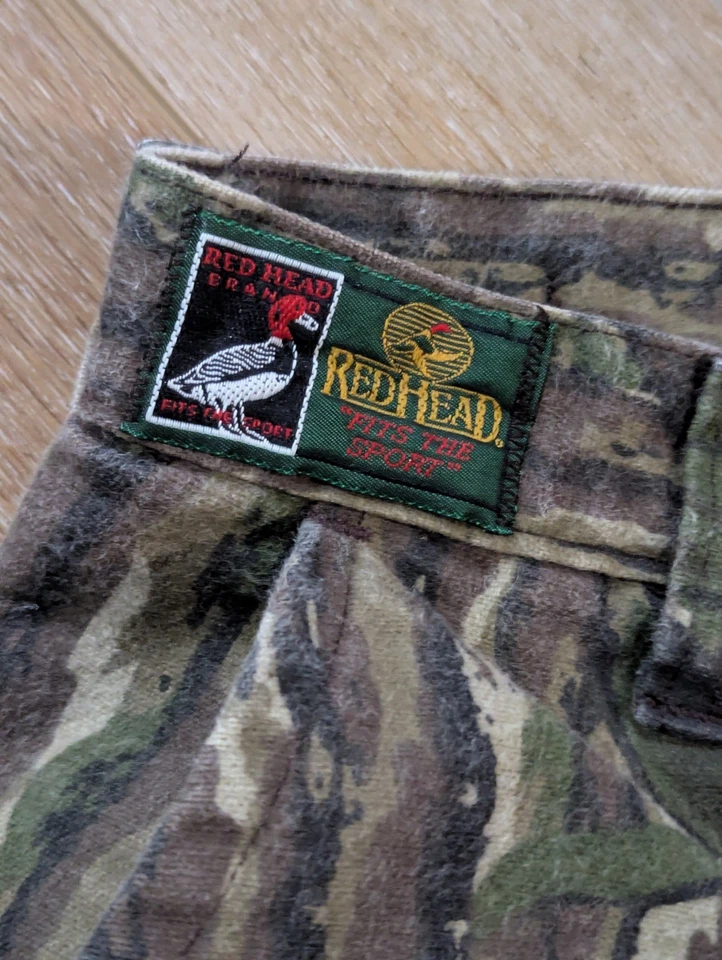 RED HEAD
BRAND
FITS THE SPORT
REDHEAD®
"FITS THE
SPORT"